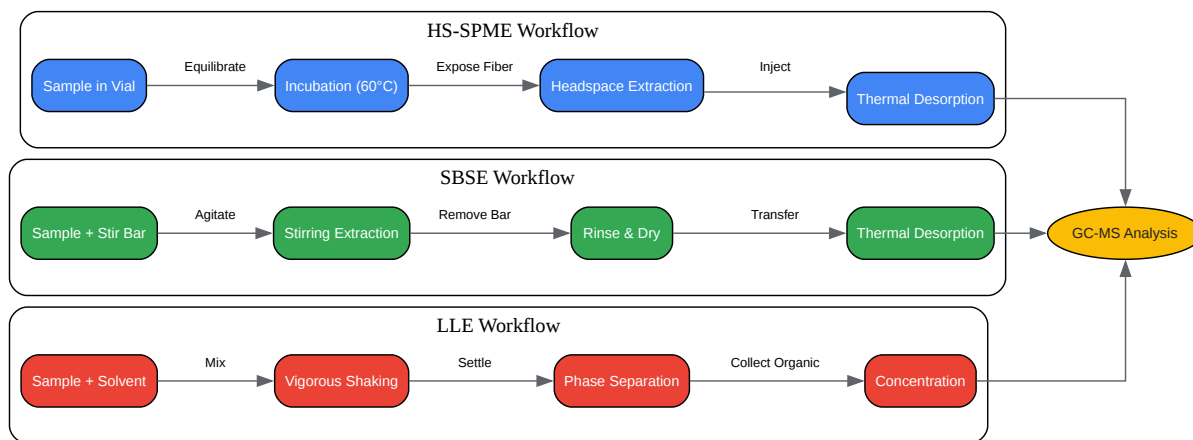 HS-SPME Workflow
Equilibrate
Expose Fiber
Inject
Sample in Vial
Incubation (60°C)
Headspace Extraction
Thermal Desorption
SBSE Workflow
Agitate
Remove Bar
Transfer
Sample + Stir Bar
Stirring Extraction
Rinse & Dry
Thermal Desorption
GC-MS Analysis
LLE Workflow
Mix
Settle
Collect Organic
Sample + Solvent
Vigorous Shaking
Phase Separation
Concentration